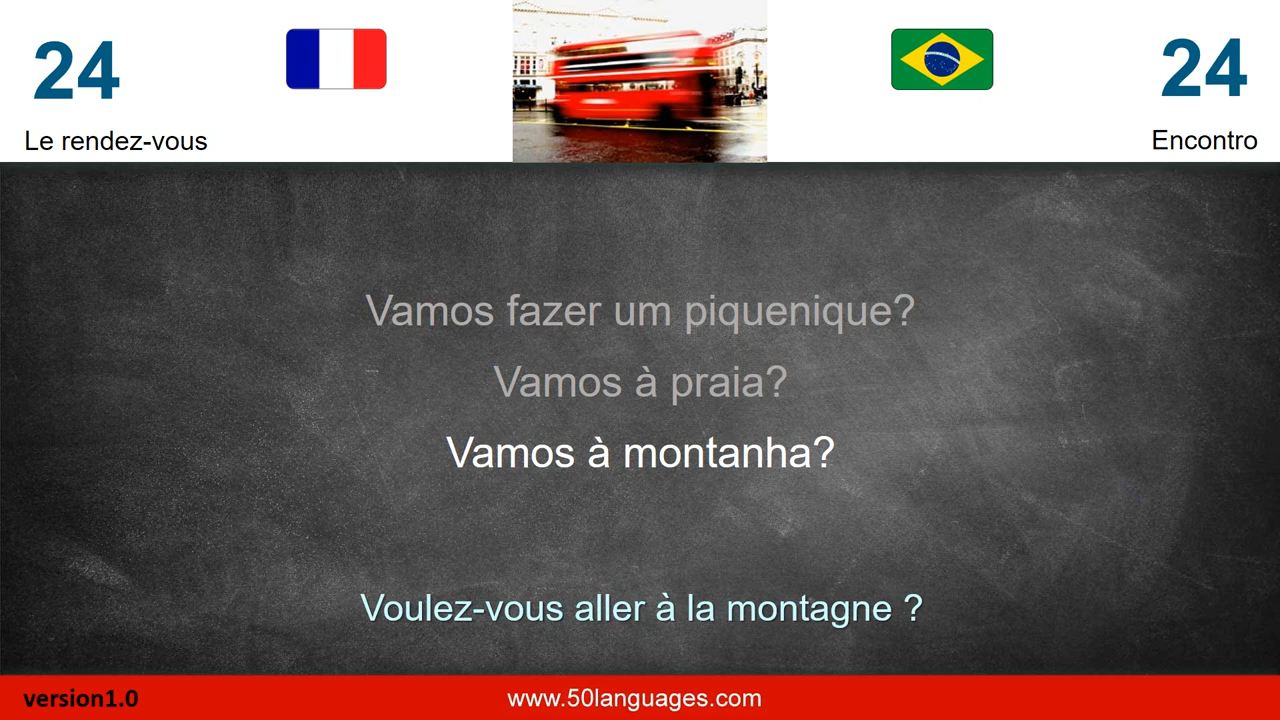 24
24
Le rendez-vous
Encontro
Vamos fazer um piquenique?
Vamos à praia?
Vamos à montanha?
Voulez-vous aller à la montagne ?
version1.0
www.50languages.com